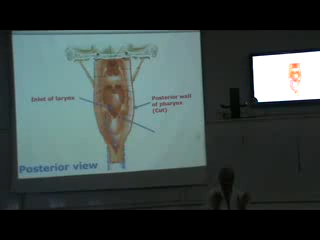 Inlet of larynx
Posterior wall
of pharynx
(Cut)
Posterior view